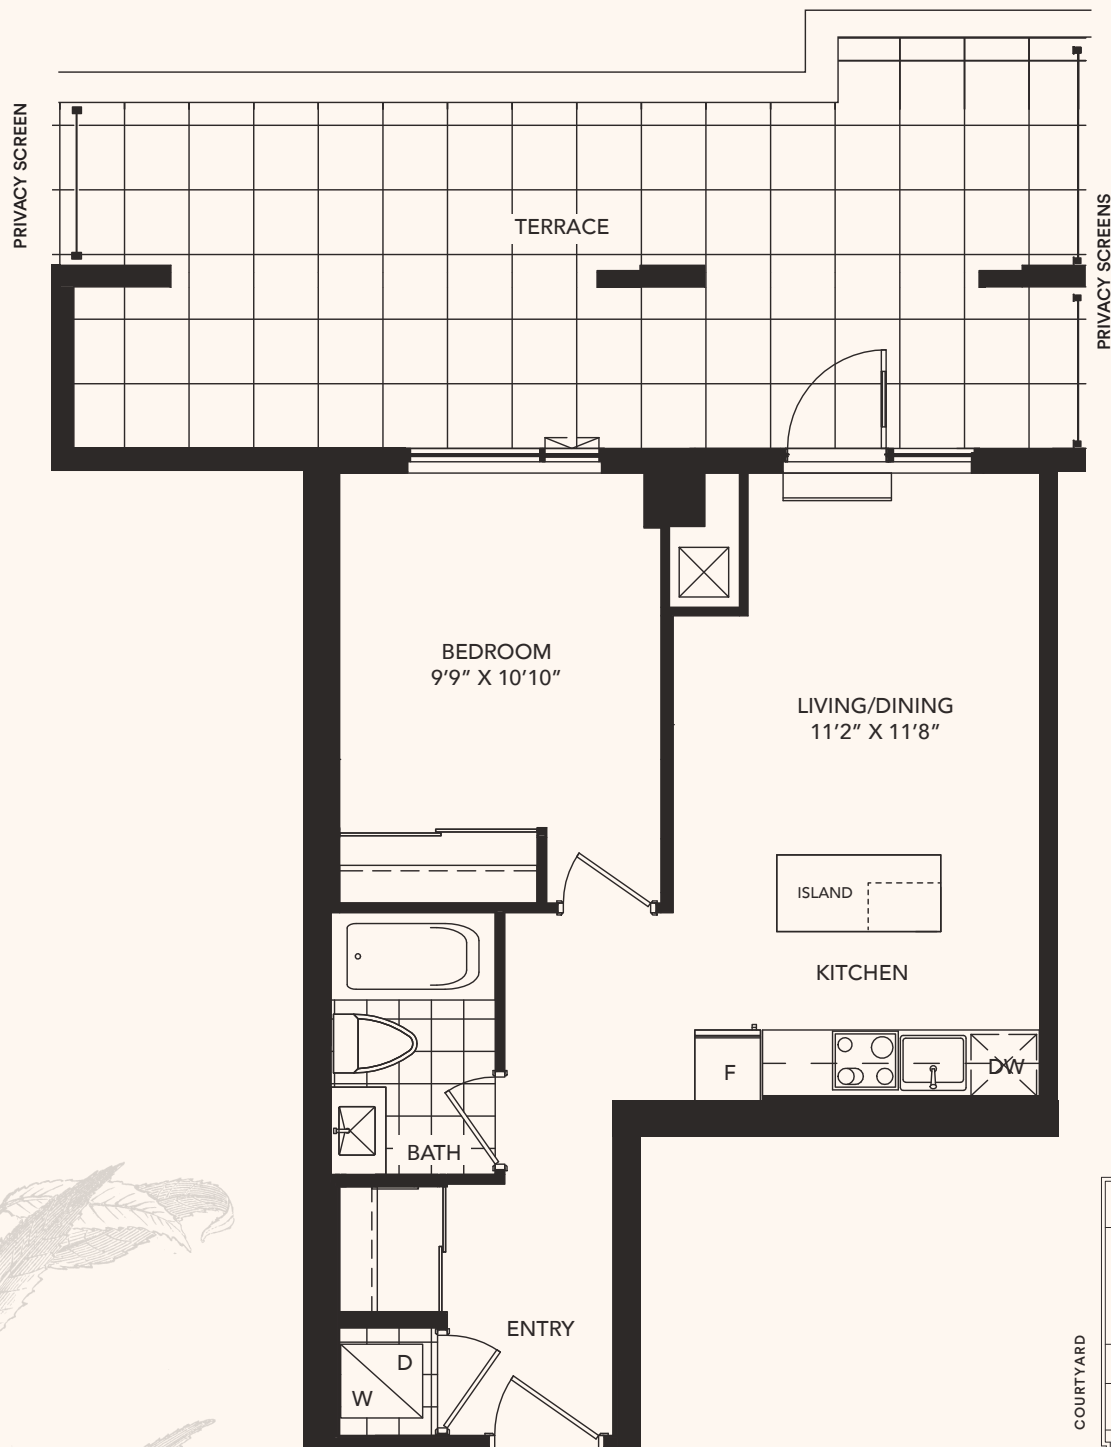 PRIVACY SCREEN
TERRACE
PRIVACY SCREENS
BEDROOM
9’9” X 10’10”
LIVING/DINING
11’2” X 11’8”
ISLAND
KITCHEN
F
DW
BATH
ENTRY
D
W
COURTYARD